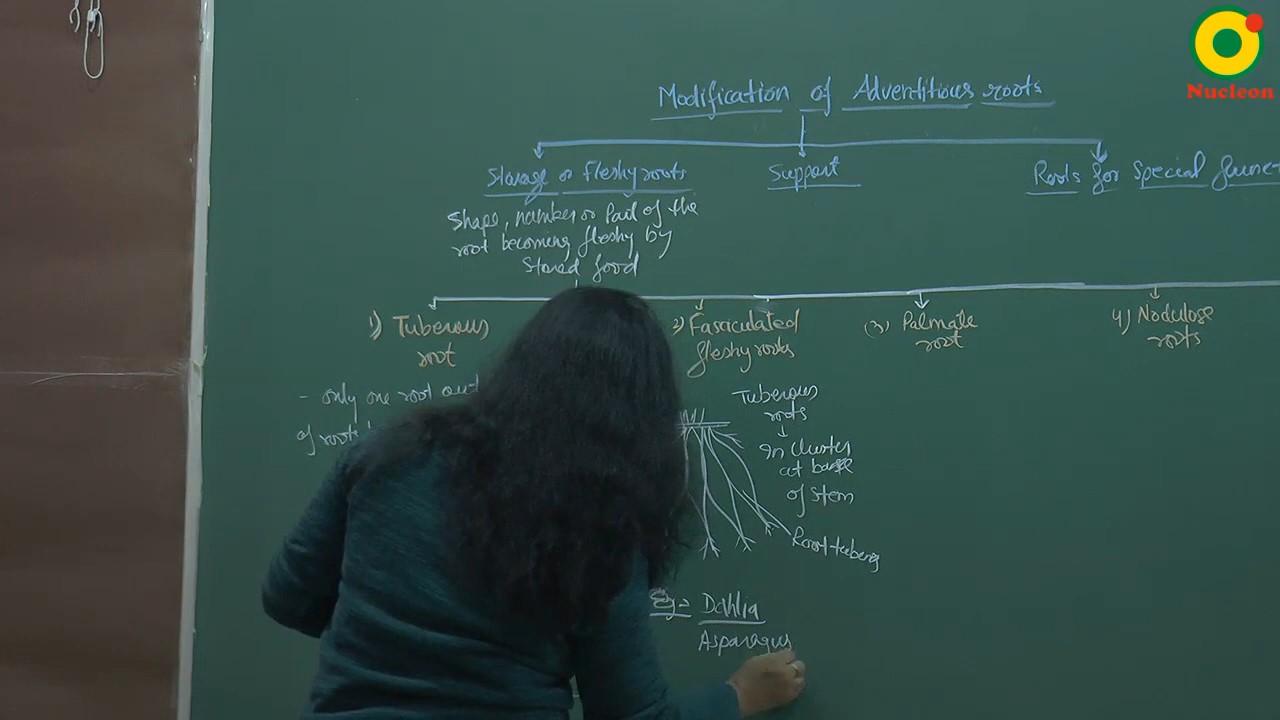 Nucleon
Modification of Adventitious roots
Storage or fleshy roots
Support
Roots for Special
Shape, number or Part of the
root becoming fleshy by
Stored food
1) Tuberous
root
2) Fasciculated
fleshy roots
(3) Palmate
root
4) Nodulose
roots
- only one root out
of
Tuberous
roots
In cluster
at base
of stem
Root tubers
Eg- Dahlia
Asparagus